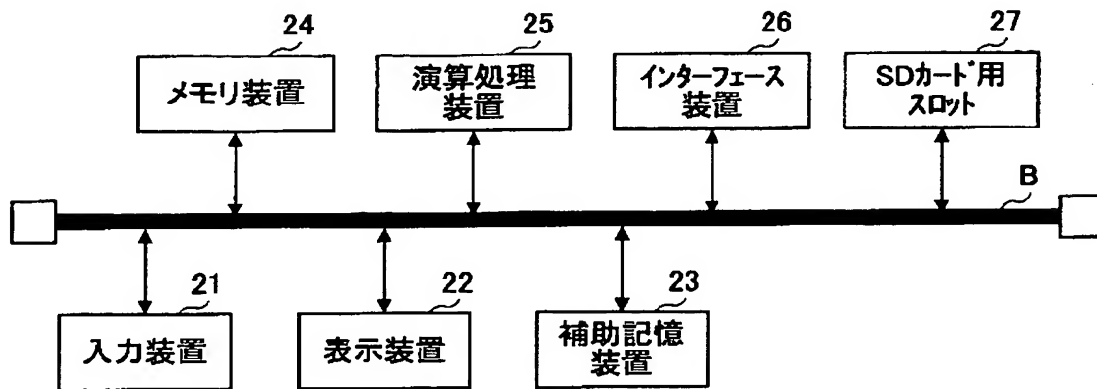 24
メモリ装置
25
演算処理
装置
26
インターフェース
装置
27
SDカード用
スロット
B
21
入力装置
22
表示装置
23
補助記憶
装置